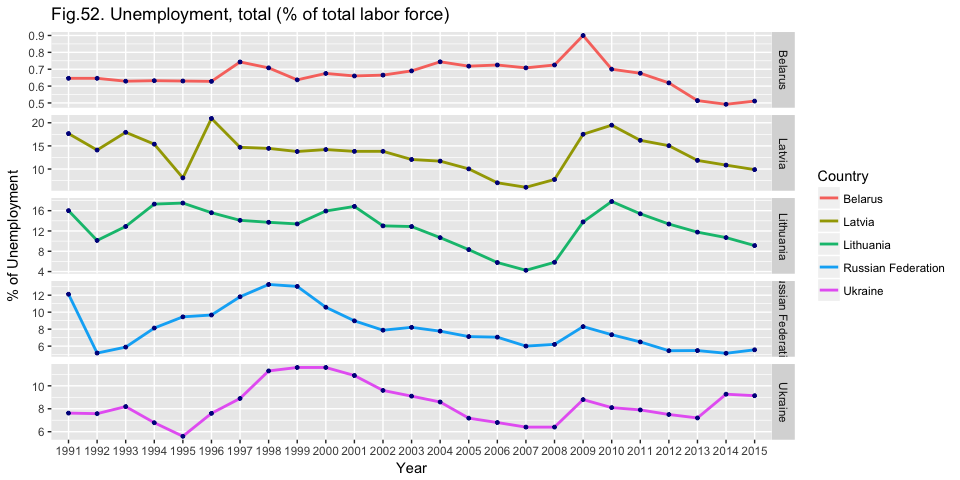 Fig.52. Unemployment, total (% of total labor force)
% of Unemployment
0.9
0.8
0.7
0.6
0.5
Belarus
20
15
10
Latvia
16
12
8
4
Lithuania
12
10
8
6
ssian Federati
10
8
6
Ukraine
1991 1992 1993 1994 1995 1996 1997 1998 1999 2000 2001 2002 2003 2004 2005 2006 2007 2008 2009 2010 2011 2012 2013 2014 2015
Year
Country
Belarus
Latvia
Lithuania
Russian Federation
Ukraine